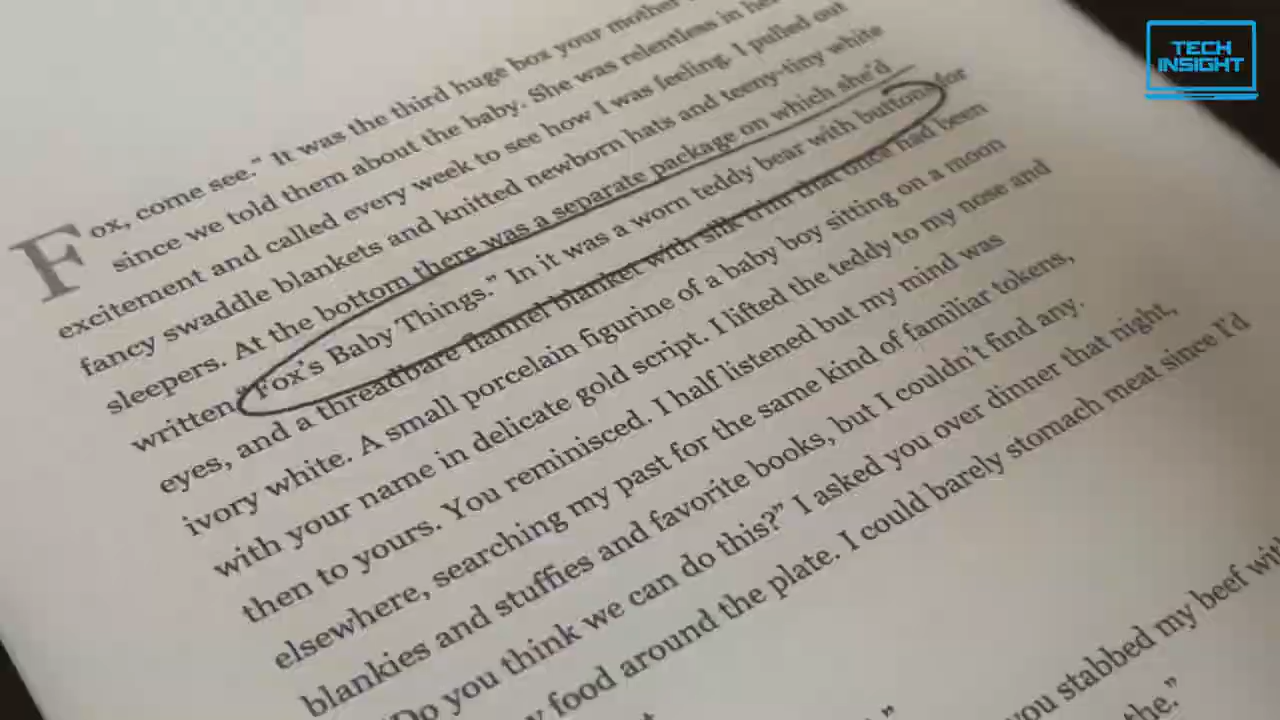 TECH
INSIGHT
Fox, come see." It was the third huge box your mother
since we told them about the baby. She was relentless in her
excitement and called every week to see how I was feeling. I pulled out
fancy swaddle blankets and knitted newborn hats and teeny-tiny white
sleepers. At the bottom there was a separate package on which she'd
written "Fox's Baby Things." In it was a worn teddy bear with buttons for
eyes, and a threadbare flannel blanket with silk trim that once had been
ivory white. A small porcelain figurine of a baby boy sitting on a moon
with your name in delicate gold script. I lifted the teddy to my nose and
then to yours. You reminisced. I half listened but my mind was
elsewhere, searching my past for the same kind of familiar tokens,
blankies and stuffies and favorite books, but I couldn't find any.
"Do you think we can do this?" I asked you over dinner that night,
food around the plate. I could barely stomach meat since I'd
you stabbed my beef
the."